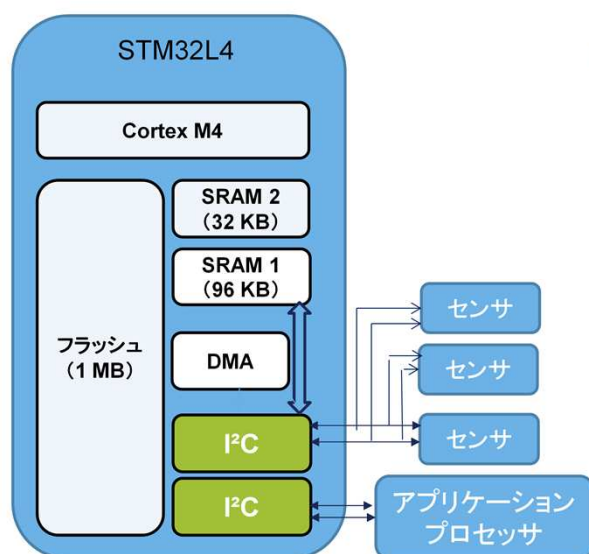 STM32L4
Cortex M4
SRAM 2
（32 KB）
SRAM 1
（96 KB）
フラッシュ
（1 MB）
DMA
I²C
I²C
センサ
センサ
センサ
アプリケーション
プロセッサ